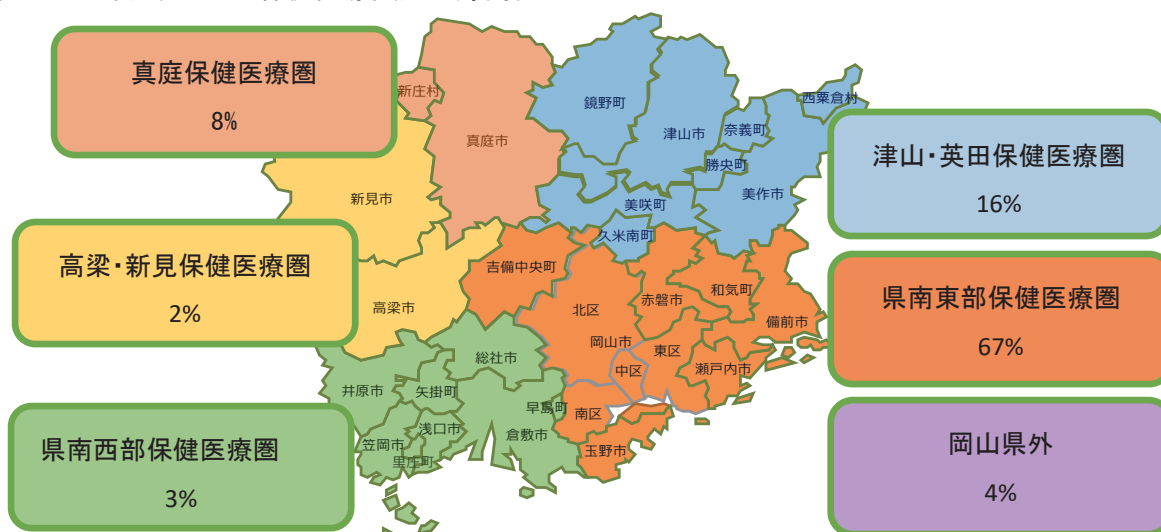 真庭保健医療圏
8%
高梁・新見保健医療圏
2%
県南西部保健医療圏
3%
津山・英田保健医療圏
16%
県南東部保健医療圏
67%
岡山県外
4%
新庄村
真庭市
新見市
高梁市
鏡野町
津山市
奈義町
西粟倉村
勝央町
美作市
美咲町
久米南町
吉備中央町
北区
岡山市
赤磐市
和気町
備前市
東区
中区
瀬戸内市
南区
玉野市
総社市
井原市
矢掛町
早島町
倉敷市
浅口市
笠岡市
里庄町